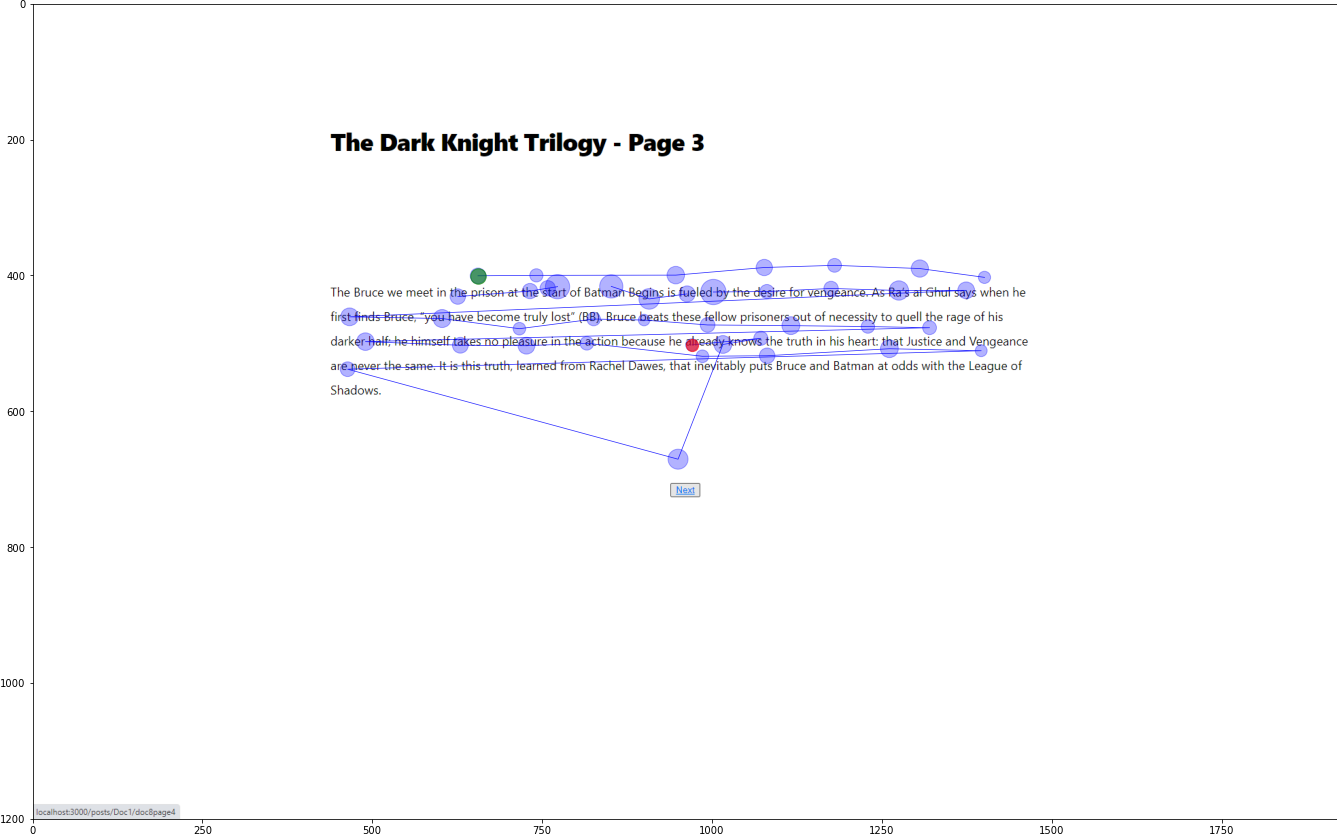 0
200
The Dark Knight Trilogy - Page 3
400
The Bruce we meet in the prison at the start of Batman Begins is fueled by the desire for vengeance. As Ra's al Ghul says when he
first finds Bruce, "you have become truly lost" (BB). Bruce beats these fellow prisoners out of necessity to quell the rage of his
darker half; he himself takes no pleasure in the action because he already knows the truth in his heart: that Justice and Vengeance
are never the same. It is this truth, learned from Rachel Dawes, that inevitably puts Bruce and Batman at odds with the League of
Shadows.
600
Next
800
1000
localhost:3000/posts/Doc1/doc8page4
1200
0 250 500 750 1000 1250 1500 1750